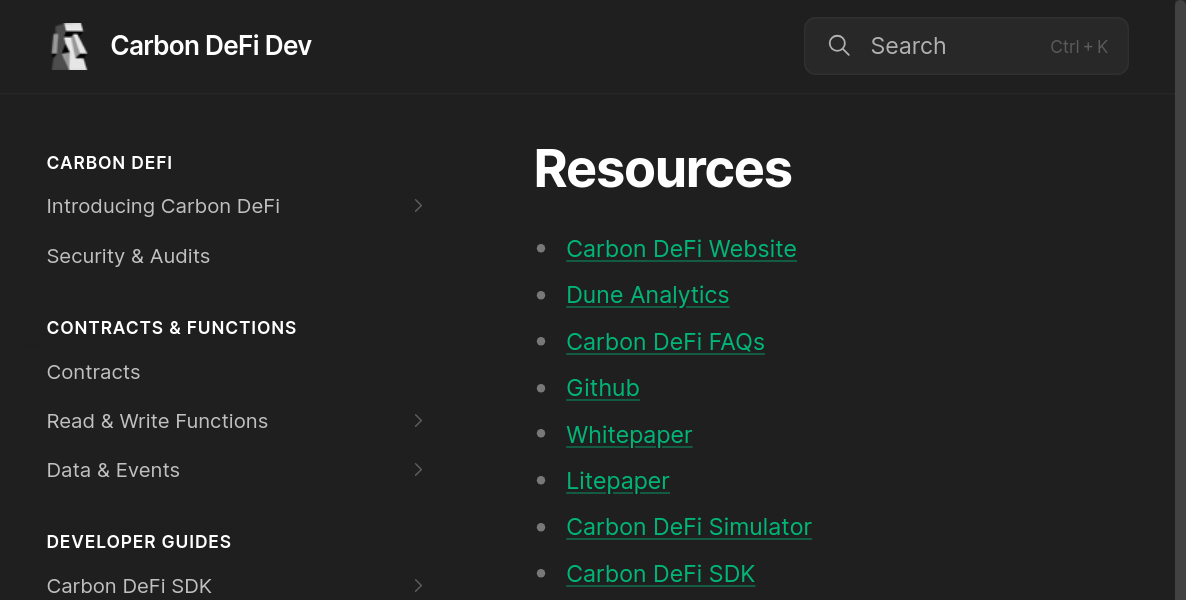 Carbon DeFi Dev
Search
Ctrl + K
CARBON DEFI
Introducing Carbon DeFi
Security & Audits
CONTRACTS & FUNCTIONS
Contracts
Read & Write Functions
Data & Events
DEVELOPER GUIDES
Carbon DeFi SDK
Resources
Carbon DeFi Website
Dune Analytics
Carbon DeFi FAQs
Github
Whitepaper
Litepaper
Carbon DeFi Simulator
Carbon DeFi SDK